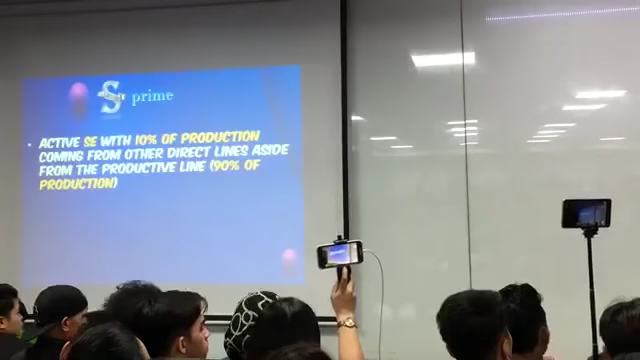 S prime
ACTIVE SE WITH 10% OF PRODUCTION
COMING FROM OTHER DIRECT LINES ASIDE
FROM THE PRODUCTIVE LINE (90% OF
PRODUCTION)